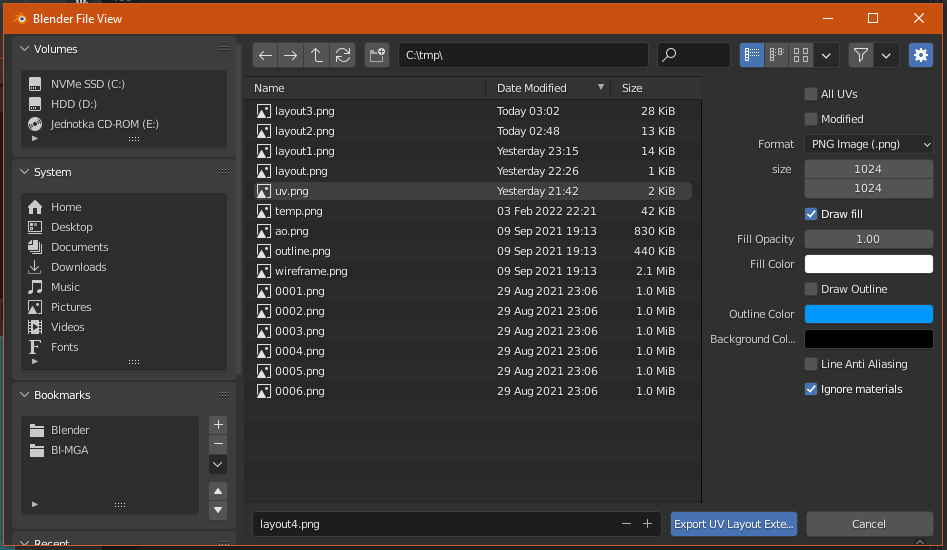 Blender File View
Volumes
NVMe SSD (C:)
HDD (D:)
Jednotka CD-ROM (E:)
System
Home
Desktop
Documents
Downloads
Music
Pictures
Videos
Fonts
Bookmarks
Blender
BI-MGA
Recent
C:\tmp\
Name Date Modified Size
layout3.png Today 03:02 28 KiB
layout2.png Today 02:48 13 KiB
layout1.png Yesterday 23:15 14 KiB
layout.png Yesterday 22:26 1 KiB
uv.png Yesterday 21:42 2 KiB
temp.png 03 Feb 2022 22:21 42 KiB
ao.png 09 Sep 2021 19:13 830 KiB
outline.png 09 Sep 2021 19:13 440 KiB
wireframe.png 09 Sep 2021 19:13 2.1 MiB
0001.png 29 Aug 2021 23:06 1.0 MiB
0002.png 29 Aug 2021 23:06 1.0 MiB
0003.png 29 Aug 2021 23:06 1.0 MiB
0004.png 29 Aug 2021 23:06 1.0 MiB
0005.png 29 Aug 2021 23:06 1.0 MiB
0006.png 29 Aug 2021 23:06 1.0 MiB
All UVs
Modified
Format PNG Image (.png)
size 1024
1024
Draw fill
Fill Opacity 1.00
Fill Color
Draw Outline
Outline Color
Background Col...
Line Anti Aliasing
Ignore materials
layout4.png
Export UV Layout Exte...
Cancel